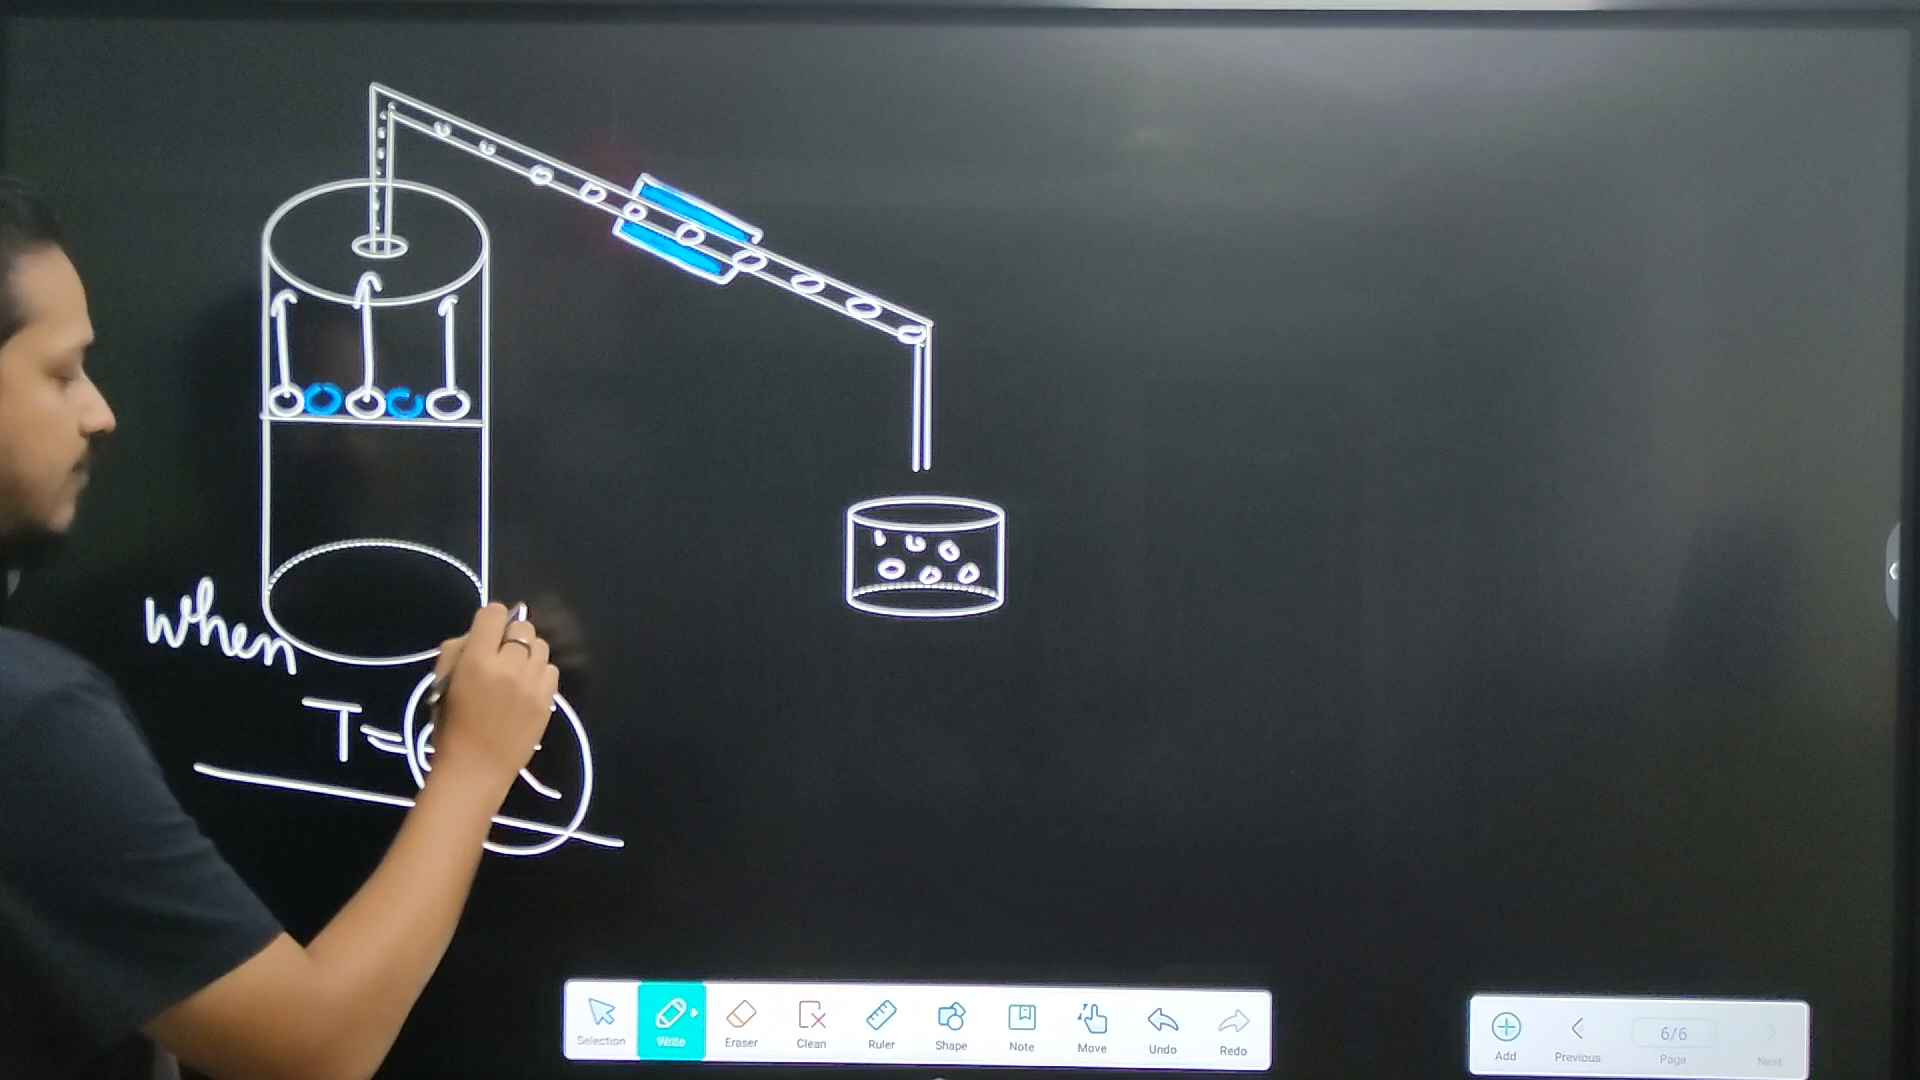 When
T=
Selection
Write
Eraser
Clean
Ruler
Shape
Note
Move
Undo
Redo
Add
Previous
6/6
Page
Next